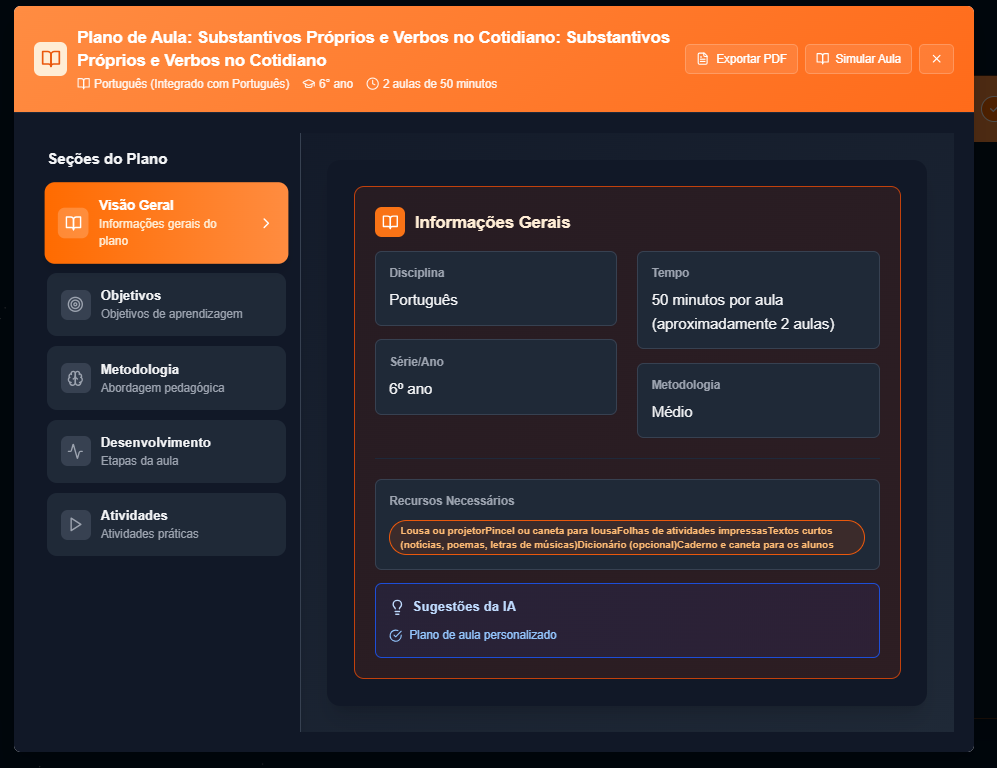 Plano de Aula: Substantivos Próprios e Verbos no Cotidiano: Substantivos
Próprios e Verbos no Cotidiano
Português (Integrado com Português) 6° ano 2 aulas de 50 minutos
Exportar PDF
Simular Aula
Seções do Plano
Visão Geral
Informações gerais do
plano
Objetivos
Objetivos de aprendizagem
Metodologia
Abordagem pedagógica
Desenvolvimento
Etapas da aula
Atividades
Atividades práticas
Informações Gerais
Disciplina
Português
Tempo
50 minutos por aula
(aproximadamente 2 aulas)
Série/Ano
6º ano
Metodologia
Médio
Recursos Necessários
Lousa ou projetorPincel ou caneta para lousaFolhas de atividades impressasTextos curtos
(notícias, poemas, letras de músicas)Dicionário (opcional)Caderno e caneta para os alunos
Sugestões da IA
Plano de aula personalizado